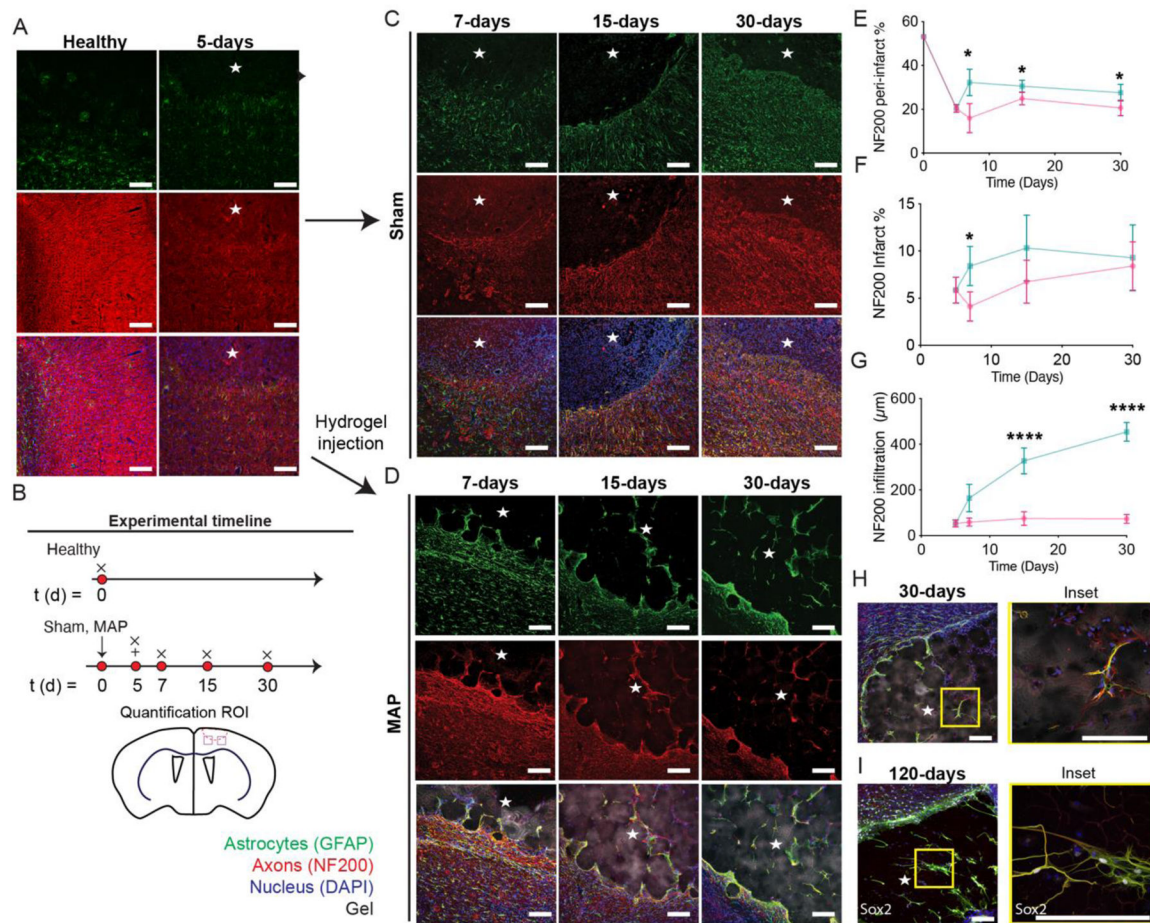 A
Healthy 5-days
B
Experimental timeline
Healthy
×
t (d) = 0
Sham, MAP
×
+ × × ×
t (d) = 0 5 7 15 30
Quantification ROI
Astrocytes (GFAP)
Axons (NF200)
Nucleus (DAPI)
Gel
Hydrogel
injection
C
7-days 15-days 30-days
Sham
D
7-days 15-days 30-days
MAP
E
NF200 peri-infarct %
60
40
20
0
* * *
0 10 20 30
Time (Days)
F
NF200 Infarct %
15
10
5
0
*
0 10 20 30
Time (Days)
G
NF200 infiltration (µm)
600
400
200
0
**** ****
0 10 20 30
Time (Days)
H
30-days Inset
I
120-days Inset
Sox2 Sox2